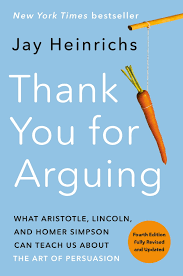 New York Times bestseller
Jay Heinrichs
Thank
You for
Arguing
WHAT ARISTOTLE, LINCOLN,
AND HOMER SIMPSON
CAN TEACH US ABOUT
THE ART OF PERSUASION
Fourth Edition
Fully Revised
and Updated